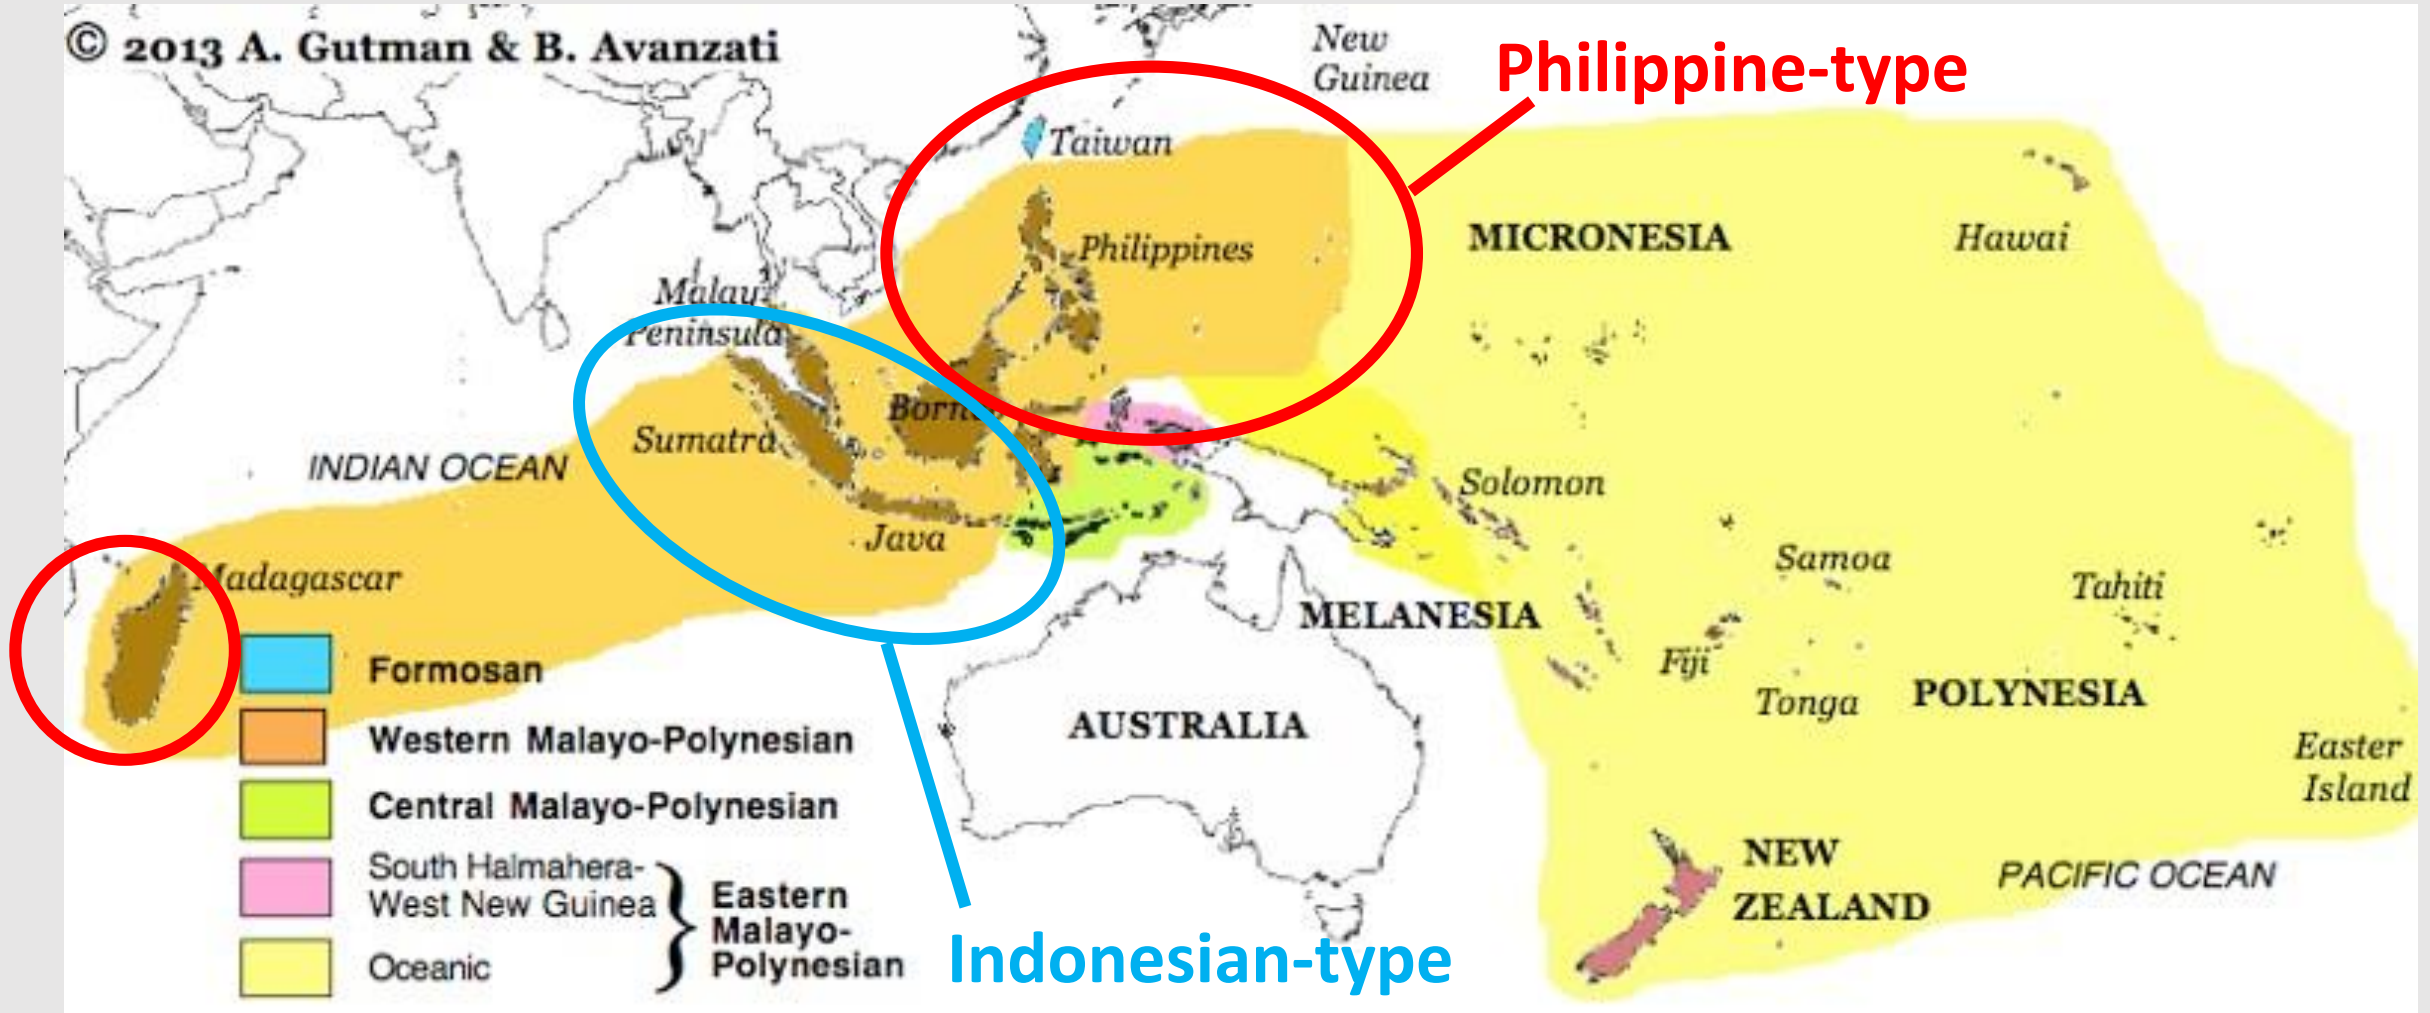 © 2013 A. Gutman & B. Avanzati
New
Guinea
Philippine-type
Taiwan
Philippines
MICRONESIA
Hawai
Malay
Peninsula
Borneo
Sumatra
INDIAN OCEAN
Solomon
Java
Madagascar
Samoa
Tahiti
MELANESIA
Fiji
Tonga
POLYNESIA
AUSTRALIA
Easter
Island
NEW
ZEALAND
PACIFIC OCEAN
Formosan
Western Malayo-Polynesian
Central Malayo-Polynesian
South Halmahera-
West New Guinea
Oceanic
Eastern
Malayo-
Polynesian
Indonesian-type